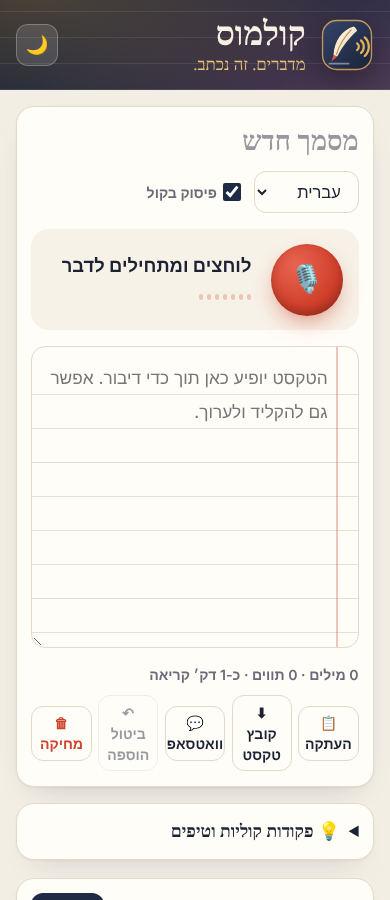 קולמוס
מדברים. זה נכתב.
מסמך חדש
עברית
פיסוק בקול
לוחצים ומתחילים לדבר
הטקסט יופיע כאן תוך כדי דיבור. אפשר
גם להקליד ולערוך.
0 מילים · 0 תווים · כ-1 דק׳ קריאה
העתקה
קובץ
טקסט
וואטסאפ
ביטול
הוספה
מחיקה
פקודות קוליות וטיפים